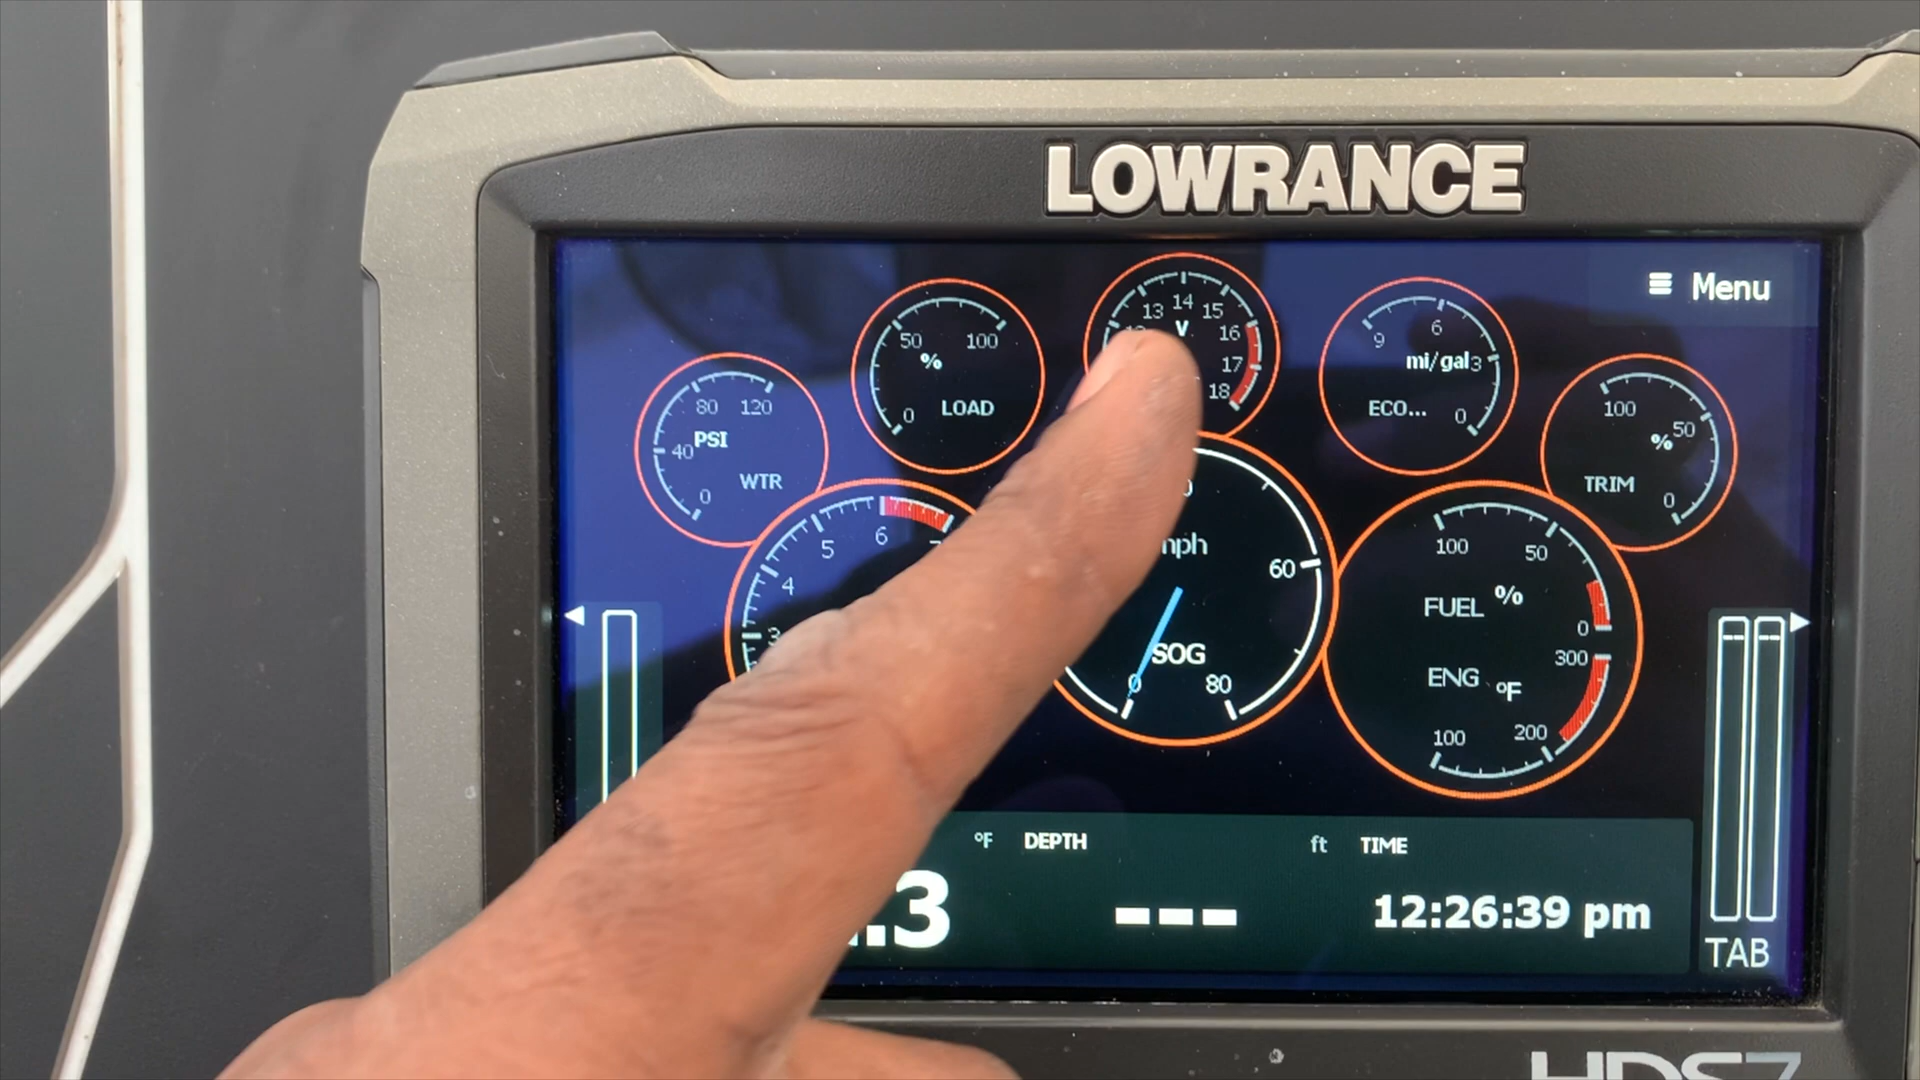 LOWRANCE
Menu
13 14 15
16
17
18
V
50 100
%
0 LOAD
9 6
mi/gal 3
ECO... 0
80 120
40 PSI
WTR
0
100
% 50
TRIM
0
3 4 5 6
mph
60
SOG
0 80
100 50
FUEL %
0
300
ENG °F
100 200
°F DEPTH ft TIME
.3 --- 12:26:39 pm
TAB
HDS7